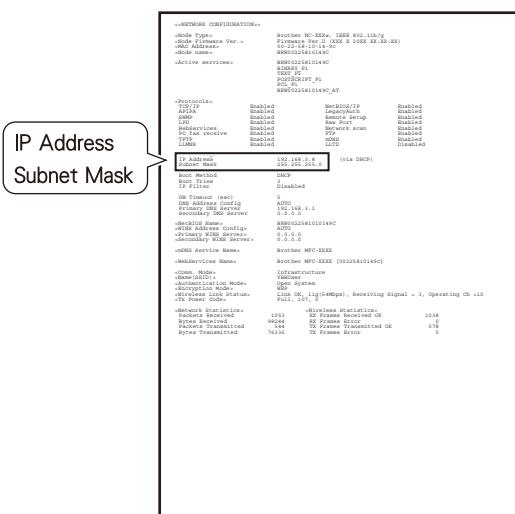 <<NETWORK CONFIGURATION>>
<Node Type> Brother NC-XXXw, IEEE 802.11b/g
<Node Firmware Ver.> Firmware Ver.U (XXX X 20XX XX:XX:XX)
<MAC Address> 00-22-58-10-14-9c
<Node name> BRW00225810149C
<Active services> BRW00225810149C
BINARY_P1
TEXT_PT
POSTSCRIPT_P1
PCL_P1
BRW00225810149C_AT
<Protocols>
TCP/IP Enabled NetBIOS/IP Enabled
APIPA Enabled LegacyAuth Enabled
SNMP Enabled Remote Setup Enabled
LPD Enabled Raw Port Enabled
WebServices Enabled Network scan Enabled
PC fax receive Enabled FTP Enabled
TFTP Enabled mDNS Enabled
LLMNR Enabled LLTD Disabled
IP Address
Subnet Mask
IP Address 192.168.3.8 (via DHCP)
Subnet Mask 255.255.255.0
Boot Method DHCP
Boot Tries 3
IP Filter Disabled
GW Timeout (sec) 5
DNS Address Config AUTO
Primary DNS Server 192.168.3.1
Secondary DNS Server 0.0.0.0
<NetBIOS Name> BRW0022581010149C
<WINS Address Config> AUTO
<Primary WINS Server> 0.0.0.0
<Secondary WINS Server> 0.0.0.0
<mDNS Service Name> Brother MFC-XXXX
<WebServices Name> Brother MFC-XXXX [00225810149c]
<Comm. Mode> Infrastructure
<Name(SSID)>
<Authentication Mode> Open System
<Encryption Mode> WEP
<Wireless Link Status> Link OK, 11g(54Mbps), Receiving Signal = 3, Operating Ch =10
<Tx Power Code> Full, 107, 0
<Network Statistics> <Wireless Statistics>
Packets Received 1053 RX Frames Received OK 1038
Bytes Received 98244 RX Frames Error 0
Packets Transmitted 544 TX Frames Transmitted OK 578
Bytes Transmitted 76336 TX Frames Error 0